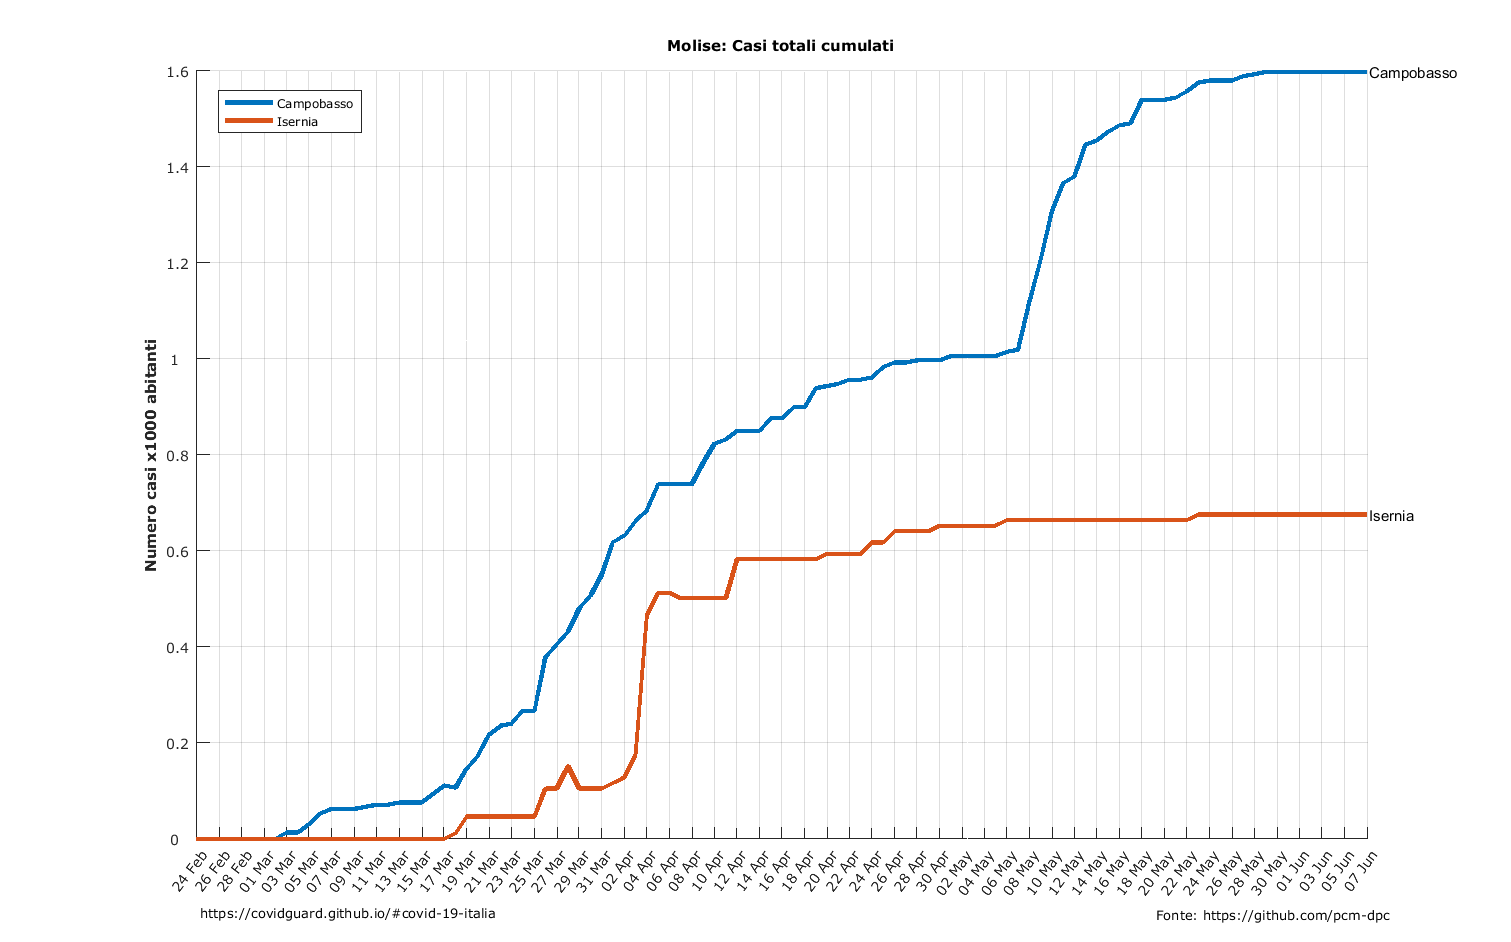 Molise: Casi totali cumulati
Campobasso
Isernia
Numero casi x1000 abitanti
1.6
1.4
1.2
1
0.8
0.6
0.4
0.2
0
Campobasso
Isernia
24 Feb
26 Feb
28 Feb
01 Mar
03 Mar
05 Mar
07 Mar
09 Mar
11 Mar
13 Mar
15 Mar
17 Mar
19 Mar
21 Mar
23 Mar
25 Mar
27 Mar
29 Mar
31 Mar
02 Apr
04 Apr
06 Apr
08 Apr
10 Apr
12 Apr
14 Apr
16 Apr
18 Apr
20 Apr
22 Apr
24 Apr
26 Apr
28 Apr
30 Apr
02 May
04 May
06 May
08 May
10 May
12 May
14 May
16 May
18 May
20 May
22 May
24 May
26 May
28 May
30 May
01 Jun
03 Jun
05 Jun
07 Jun
https://covidguard.github.io/#covid-19-italia
Fonte: https://github.com/pcm-dpc